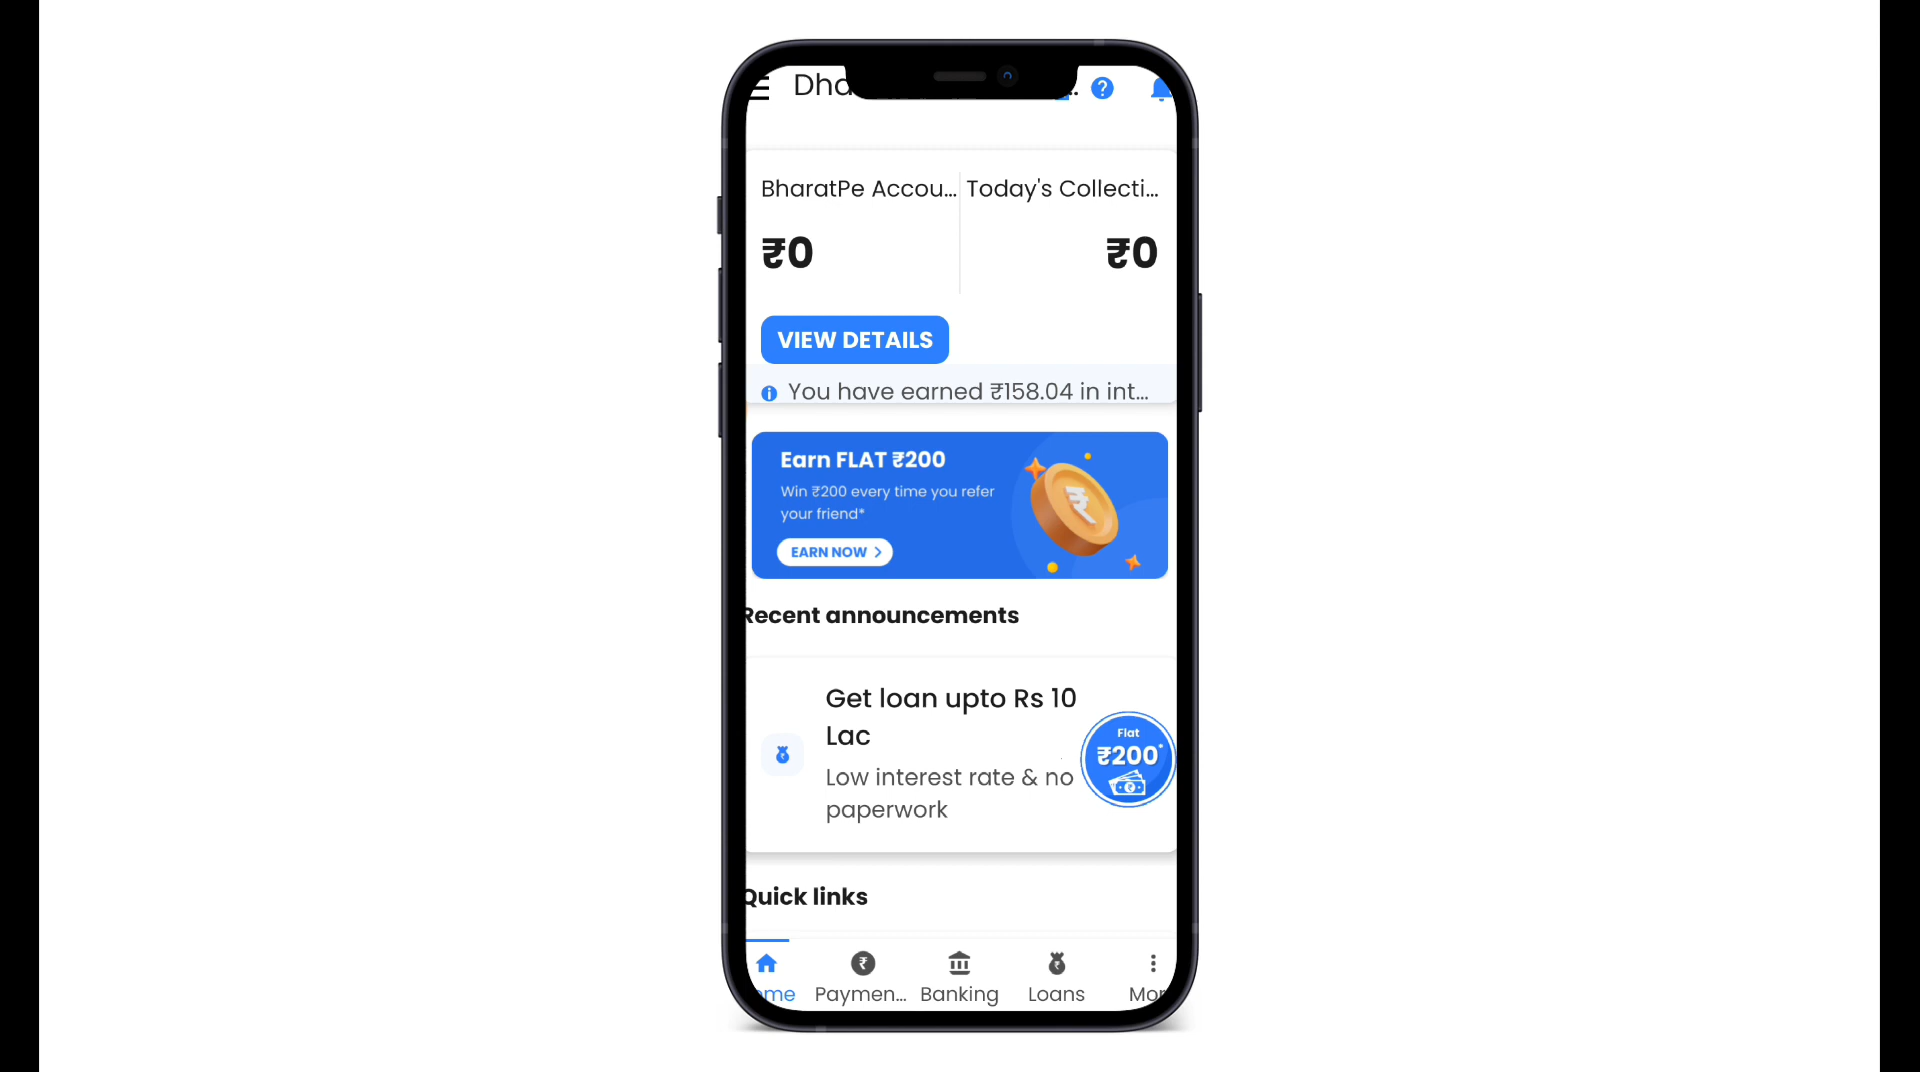 Dha
BharatPe Accou...
Today's Collecti...
₹0
₹0
VIEW DETAILS
You have earned ₹158.04 in int...
Earn FLAT ₹200
Win ₹200 every time you refer
your friend*
EARN NOW
Recent announcements
Get loan upto Rs 10
Lac
Low interest rate & no
paperwork
Flat
₹200*
Quick links
ome
Paymen...
Banking
Loans
Mor